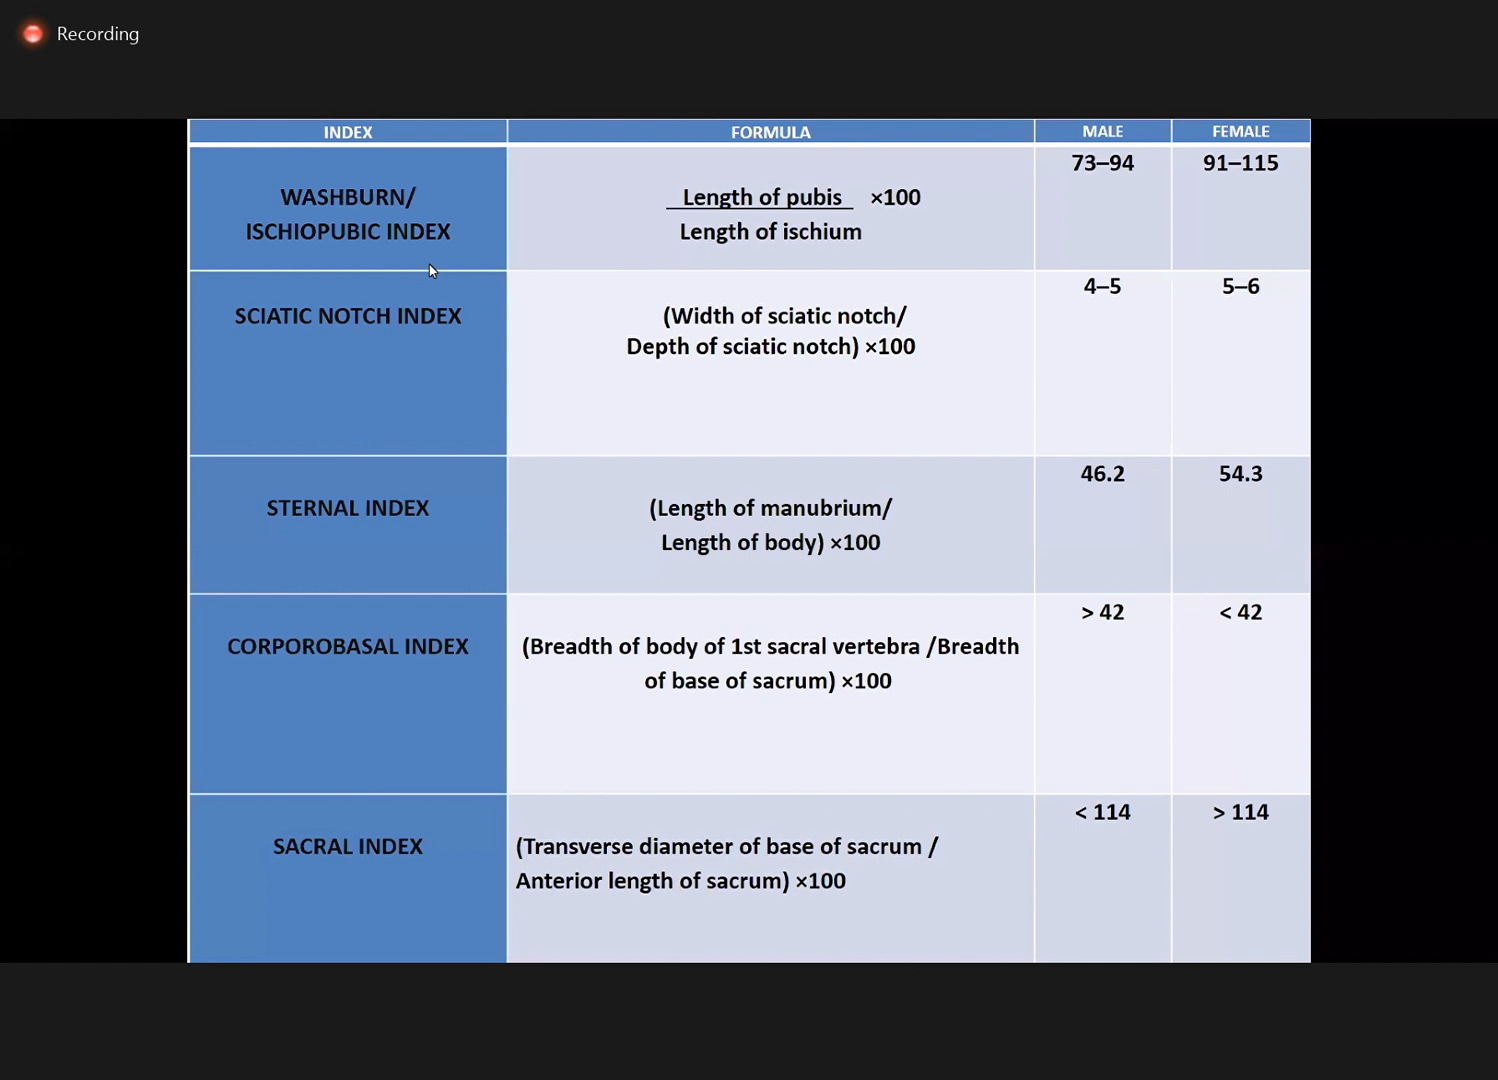 Recording
INDEX FORMULA MALE FEMALE
73–94 91–115
WASHBURN/ Length of pubis ×100
ISCHIOPUBIC INDEX Length of ischium
4–5 5–6
SCIATIC NOTCH INDEX (Width of sciatic notch/
Depth of sciatic notch) ×100
46.2 54.3
STERNAL INDEX (Length of manubrium/
Length of body) ×100
> 42 < 42
CORPOROBASAL INDEX (Breadth of body of 1st sacral vertebra /Breadth
of base of sacrum) ×100
< 114 > 114
SACRAL INDEX (Transverse diameter of base of sacrum /
Anterior length of sacrum) ×100